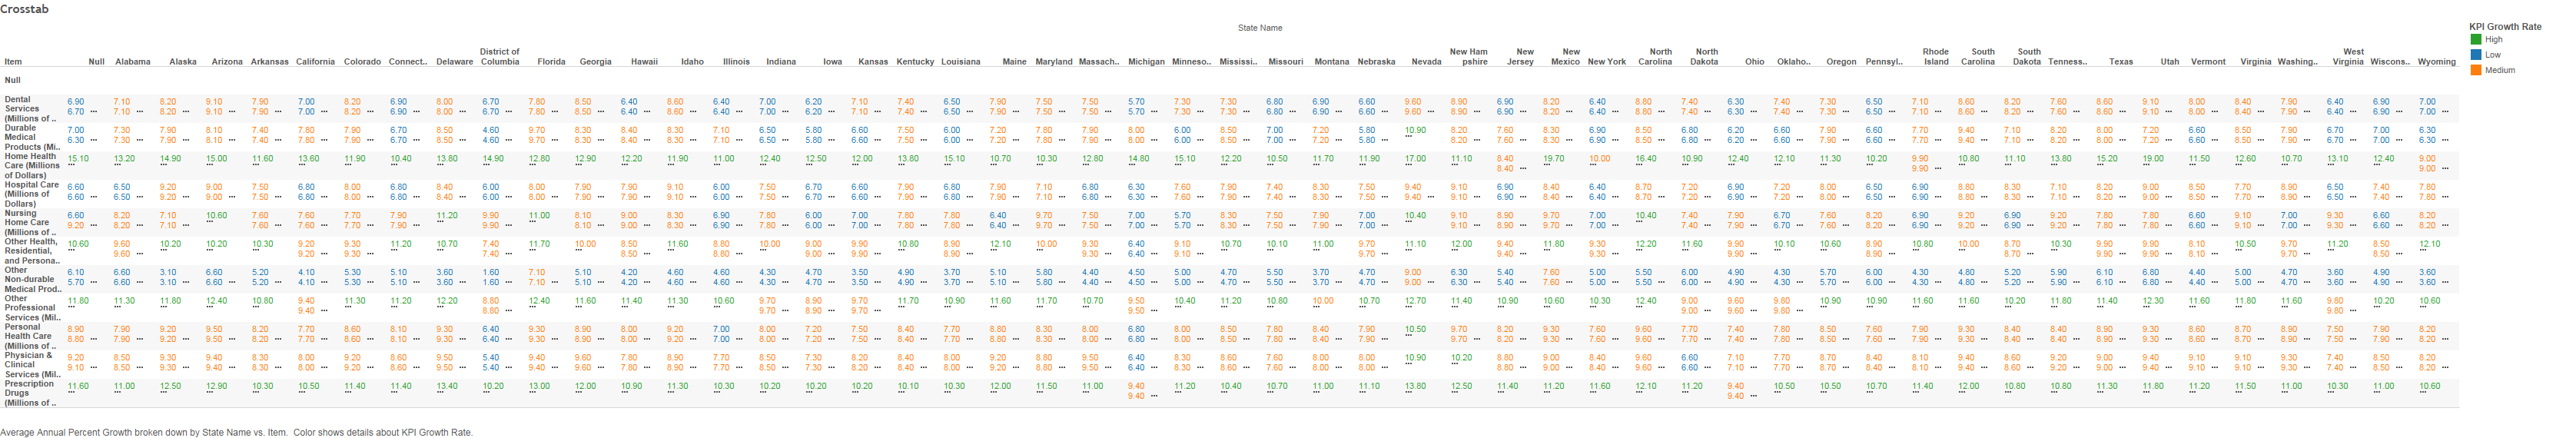 Crosstab
State Name
KPI Growth Rate
High
Low
Medium
District of New Ham New New North North Rhode South South West
Item Null Alabama Alaska Arizona Arkansas California Colorado Connect.. Delaware Columbia Florida Georgia Hawaii Idaho Illinois Indiana Iowa Kansas Kentucky Louisiana Maine Maryland Massach.. Michigan Minneso.. Mississi.. Missouri Montana Nebraska Nevada pshire Jersey Mexico New York Carolina Dakota Ohio Oklaho.. Oregon Pennsyl.. Island Carolina Dakota Tenness.. Texas Utah Vermont Virginia Washing.. Virginia Wiscons.. Wyoming
Null
Dental 6.90 7.10 8.20 9.10 7.90 7.00 8.20 6.90 8.00 6.70 7.80 8.50 6.40 8.60 6.40 7.00 6.20 7.10 7.40 6.50 7.90 7.50 7.50 5.70 7.30 7.30 6.80 6.90 6.60 9.60 8.90 6.90 8.20 6.40 8.80 7.40 6.30 7.40 7.30 6.50 7.10 8.60 8.20 7.60 8.60 9.10 8.00 8.40 7.90 6.40 6.90 7.00
Services 6.70 ... 7.10 ... 8.20 ... 9.10 ... 7.90 ... 7.00 ... 8.20 ... 6.90 ... 8.00 ... 6.70 ... 7.80 ... 8.50 ... 6.40 ... 8.60 ... 6.40 ... 7.00 ... 6.20 ... 7.10 ... 7.40 ... 6.50 ... 7.90 ... 7.50 ... 7.50 ... 5.70 ... 7.30 ... 7.30 ... 6.80 ... 6.90 ... 6.60 ... 9.60 ... 8.90 ... 6.90 ... 8.20 ... 6.40 ... 8.80 ... 7.40 ... 6.30 ... 7.40 ... 7.30 ... 6.50 ... 7.10 ... 8.60 ... 8.20 ... 7.60 ... 8.60 ... 9.10 ... 8.00 ... 8.40 ... 7.90 ... 6.40 ... 6.90 ... 7.00 ...
(Millions of ..
Durable 7.00 7.30 7.90 8.10 7.40 7.80 7.90 6.70 8.50 4.60 9.70 8.30 8.40 8.30 7.10 6.50 5.80 6.60 7.50 6.00 7.20 7.80 7.90 8.00 6.00 8.50 7.00 7.20 5.80 10.90 8.20 7.60 8.30 6.90 8.50 6.80 6.20 6.60 7.90 6.60 7.70 9.40 7.10 8.20 8.00 7.20 6.60 8.50 7.90 6.70 7.00 6.30
Medical 6.30 ... 7.30 ... 7.90 ... 8.10 ... 7.40 ... 7.80 ... 7.90 ... 6.70 ... 8.50 ... 4.60 ... 9.70 ... 8.30 ... 8.40 ... 8.30 ... 7.10 ... 6.50 ... 5.80 ... 6.60 ... 7.50 ... 6.00 ... 7.20 ... 7.80 ... 7.90 ... 8.00 ... 6.00 ... 8.50 ... 7.00 ... 7.20 ... 5.80 ... ... 8.20 ... 7.60 ... 8.30 ... 6.90 ... 8.50 ... 6.80 ... 6.20 ... 6.60 ... 7.90 ... 6.60 ... 7.70 ... 9.40 ... 7.10 ... 8.20 ... 8.00 ... 7.20 ... 6.60 ... 8.50 ... 7.90 ... 6.70 ... 7.00 ... 6.30 ...
Products (Mi..
Home Health 15.10 13.20 14.90 15.00 11.60 13.60 11.90 10.40 13.80 14.90 12.80 12.90 12.20 11.90 11.00 12.40 12.50 12.00 13.80 15.10 10.70 10.30 12.80 14.80 15.10 12.20 10.50 11.70 11.90 17.00 11.10 8.40 19.70 10.00 16.40 10.90 12.40 12.10 11.30 10.20 9.90 10.80 11.10 13.80 15.20 19.00 11.50 12.60 10.70 13.10 12.40 9.00
Care (Millions 8.40 ... 9.90 ... 9.00 ...
of Dollars)
Hospital Care 6.60 6.50 9.20 9.00 7.50 6.80 8.00 6.80 8.40 6.00 8.00 7.90 7.90 9.10 6.00 7.50 6.70 6.60 7.90 6.80 7.90 7.10 6.80 6.30 7.60 7.90 7.40 8.30 7.50 9.40 9.10 6.90 8.40 6.40 8.70 7.20 6.90 7.20 8.00 6.50 6.90 8.80 8.30 7.10 8.20 9.00 8.50 7.70 8.90 6.50 7.40 7.80
(Millions of 6.60 ... 6.50 ... 9.20 ... 9.00 ... 7.50 ... 6.80 ... 8.00 ... 6.80 ... 8.40 ... 6.00 ... 8.00 ... 7.90 ... 7.90 ... 9.10 ... 6.00 ... 7.50 ... 6.70 ... 6.60 ... 7.90 ... 6.80 ... 7.90 ... 7.10 ... 6.80 ... 6.30 ... 7.60 ... 7.90 ... 7.40 ... 8.30 ... 7.50 ... 9.40 ... 9.10 ... 6.90 ... 8.40 ... 6.40 ... 8.70 ... 7.20 ... 6.90 ... 7.20 ... 8.00 ... 6.50 ... 6.90 ... 8.80 ... 8.30 ... 7.10 ... 8.20 ... 9.00 ... 8.50 ... 7.70 ... 8.90 ... 6.50 ... 7.40 ... 7.80 ...
Dollars)
Nursing 6.60 8.20 7.10 10.60 7.60 7.60 7.70 7.90 11.20 9.90 11.00 8.10 9.00 8.30 6.90 7.80 6.00 7.00 7.80 7.80 6.40 9.70 7.50 7.00 5.70 8.30 7.50 7.90 7.00 10.40 9.10 8.90 9.70 7.00 10.40 7.40 7.90 6.70 7.60 8.20 6.90 9.20 6.90 9.20 7.80 7.80 6.60 9.10 7.00 9.30 6.60 8.20
Home Care 9.20 ... 8.20 ... 7.10 ... ... 7.60 ... 7.60 ... 7.70 ... 7.90 ... ... 9.90 ... ... 8.10 ... 9.00 ... 8.30 ... 6.90 ... 7.80 ... 6.00 ... 7.00 ... 7.80 ... 7.80 ... 6.40 ... 9.70 ... 7.50 ... 7.00 ... 5.70 ... 8.30 ... 7.50 ... 7.90 ... 7.00 ... ... 9.10 ... 8.90 ... 9.70 ... 7.00 ... ... 7.40 ... 7.90 ... 6.70 ... 7.60 ... 8.20 ... 6.90 ... 9.20 ... 6.90 ... 9.20 ... 7.80 ... 7.80 ... 6.60 ... 9.10 ... 7.00 ... 9.30 ... 6.60 ... 8.20 ...
(Millions of ..
Other Health, 10.60 9.60 10.20 10.20 10.30 9.20 9.30 11.20 10.70 7.40 11.70 10.00 8.50 11.60 8.80 10.00 9.00 9.90 10.80 8.90 12.10 10.00 9.30 6.40 9.10 10.70 10.10 11.00 9.70 11.10 12.00 9.40 11.80 9.30 12.20 11.60 9.90 10.10 10.60 8.90 10.80 10.00 8.70 10.30 9.90 9.90 8.10 10.50 9.70 11.20 8.50 12.10
Residential, 9.60 ... 9.20 ... 9.30 ... 7.40 ... 8.50 ... 8.80 ... 9.00 ... 9.90 ... 8.90 ... 9.30 ... 6.40 ... 9.10 ... 9.70 ... 9.40 ... 9.30 ... 9.90 ... 8.90 ... 8.70 ... 9.90 ... 9.90 ... 8.10 ... 9.70 ... 8.50 ...
and Persona..
Other 6.10 6.60 3.10 6.60 5.20 4.10 5.30 5.10 3.60 1.60 7.10 5.10 4.20 4.60 4.60 4.30 4.70 3.50 4.90 3.70 5.10 5.80 4.40 4.50 5.00 4.70 5.50 3.70 4.70 9.00 6.30 5.40 7.60 5.00 5.50 6.00 4.90 4.30 5.70 6.00 4.30 4.80 5.20 5.90 6.10 6.80 4.40 5.00 4.70 3.60 4.90 3.60
Non-durable 5.70 ... 6.60 ... 3.10 ... 6.60 ... 5.20 ... 4.10 ... 5.30 ... 5.10 ... 3.60 ... 1.60 ... 7.10 ... 5.10 ... 4.20 ... 4.60 ... 4.60 ... 4.30 ... 4.70 ... 3.50 ... 4.90 ... 3.70 ... 5.10 ... 5.80 ... 4.40 ... 4.50 ... 5.00 ... 4.70 ... 5.50 ... 3.70 ... 4.70 ... 9.00 ... 6.30 ... 5.40 ... 7.60 ... 5.00 ... 5.50 ... 6.00 ... 4.90 ... 4.30 ... 5.70 ... 6.00 ... 4.30 ... 4.80 ... 5.20 ... 5.90 ... 6.10 ... 6.80 ... 4.40 ... 5.00 ... 4.70 ... 3.60 ... 4.90 ... 3.60 ...
Medical Prod..
Other 11.80 11.30 11.80 12.40 10.80 9.40 11.30 11.20 12.20 8.80 12.40 11.60 11.40 11.30 10.60 9.70 8.90 9.70 11.70 10.90 11.60 11.70 10.70 9.50 10.40 11.20 10.80 10.00 10.70 12.70 11.40 10.90 10.60 10.30 12.40 9.00 9.60 9.80 10.90 10.90 11.60 11.60 10.20 11.80 11.40 12.30 11.60 11.80 11.60 9.80 10.20 10.60
Professional 9.40 ... 8.80 ... 9.70 ... 8.90 ... 9.70 ... 9.50 ... 9.00 ... 9.60 ... 9.80 ... 9.80 ...
Services (Mil..
Personal 8.90 7.90 9.20 9.50 8.20 7.70 8.60 8.10 9.30 6.40 9.30 8.90 8.00 9.20 7.00 8.00 7.20 7.50 8.40 7.70 8.80 8.30 8.00 6.80 8.00 8.50 7.80 8.40 7.90 10.50 9.70 8.20 9.30 7.60 9.60 7.70 7.40 7.80 8.50 7.60 7.90 9.30 8.40 8.40 8.90 9.30 8.60 8.70 8.90 7.50 7.90 8.20
Health Care 8.80 ... 7.90 ... 9.20 ... 9.50 ... 8.20 ... 7.70 ... 8.60 ... 8.10 ... 9.30 ... 6.40 ... 9.30 ... 8.90 ... 8.00 ... 9.20 ... 7.00 ... 8.00 ... 7.20 ... 7.50 ... 8.40 ... 7.70 ... 8.80 ... 8.30 ... 8.00 ... 6.80 ... 8.00 ... 8.50 ... 7.80 ... 8.40 ... 7.90 ... ... 9.70 ... 8.20 ... 9.30 ... 7.60 ... 9.60 ... 7.70 ... 7.40 ... 7.80 ... 8.50 ... 7.60 ... 7.90 ... 9.30 ... 8.40 ... 8.40 ... 8.90 ... 9.30 ... 8.60 ... 8.70 ... 8.90 ... 7.50 ... 7.90 ... 8.20 ...
(Millions of ..
Physician & 9.20 8.50 9.30 9.40 8.30 8.00 9.20 8.60 9.50 5.40 9.40 9.60 7.80 8.90 7.70 8.50 7.30 8.20 8.40 8.00 9.20 8.80 9.50 6.40 8.30 8.60 7.60 8.00 8.00 10.90 10.20 8.80 9.00 8.40 9.60 6.60 7.10 7.70 8.70 8.40 8.10 9.40 8.60 9.20 9.00 9.40 9.10 9.10 9.30 7.40 8.50 8.20
Clinical 9.10 ... 8.50 ... 9.30 ... 9.40 ... 8.30 ... 8.00 ... 9.20 ... 8.60 ... 9.50 ... 5.40 ... 9.40 ... 9.60 ... 7.80 ... 8.90 ... 7.70 ... 8.50 ... 7.30 ... 8.20 ... 8.40 ... 8.00 ... 9.20 ... 8.80 ... 9.50 ... 6.40 ... 8.30 ... 8.60 ... 7.60 ... 8.00 ... 8.00 ... ... ... 8.80 ... 9.00 ... 8.40 ... 9.60 ... 6.60 ... 7.10 ... 7.70 ... 8.70 ... 8.40 ... 8.10 ... 9.40 ... 8.60 ... 9.20 ... 9.00 ... 9.40 ... 9.10 ... 9.10 ... 9.30 ... 7.40 ... 8.50 ... 8.20 ...
Services (Mil..
Prescription 11.60 11.00 12.50 12.90 10.30 10.50 11.40 11.40 13.40 10.20 13.00 12.00 10.90 11.30 10.30 10.20 10.20 10.20 10.10 10.30 12.00 11.50 11.00 9.40 11.20 10.40 10.70 11.00 11.10 13.80 12.50 11.40 11.20 11.60 12.10 11.20 9.40 10.50 10.50 10.70 11.40 12.00 10.80 10.80 11.30 11.80 11.20 11.50 11.00 10.30 11.00 10.60
Drugs 9.40 ... 9.40 ...
(Millions of ..
Average Annual Percent Growth broken down by State Name vs. Item. Color shows details about KPI Growth Rate.